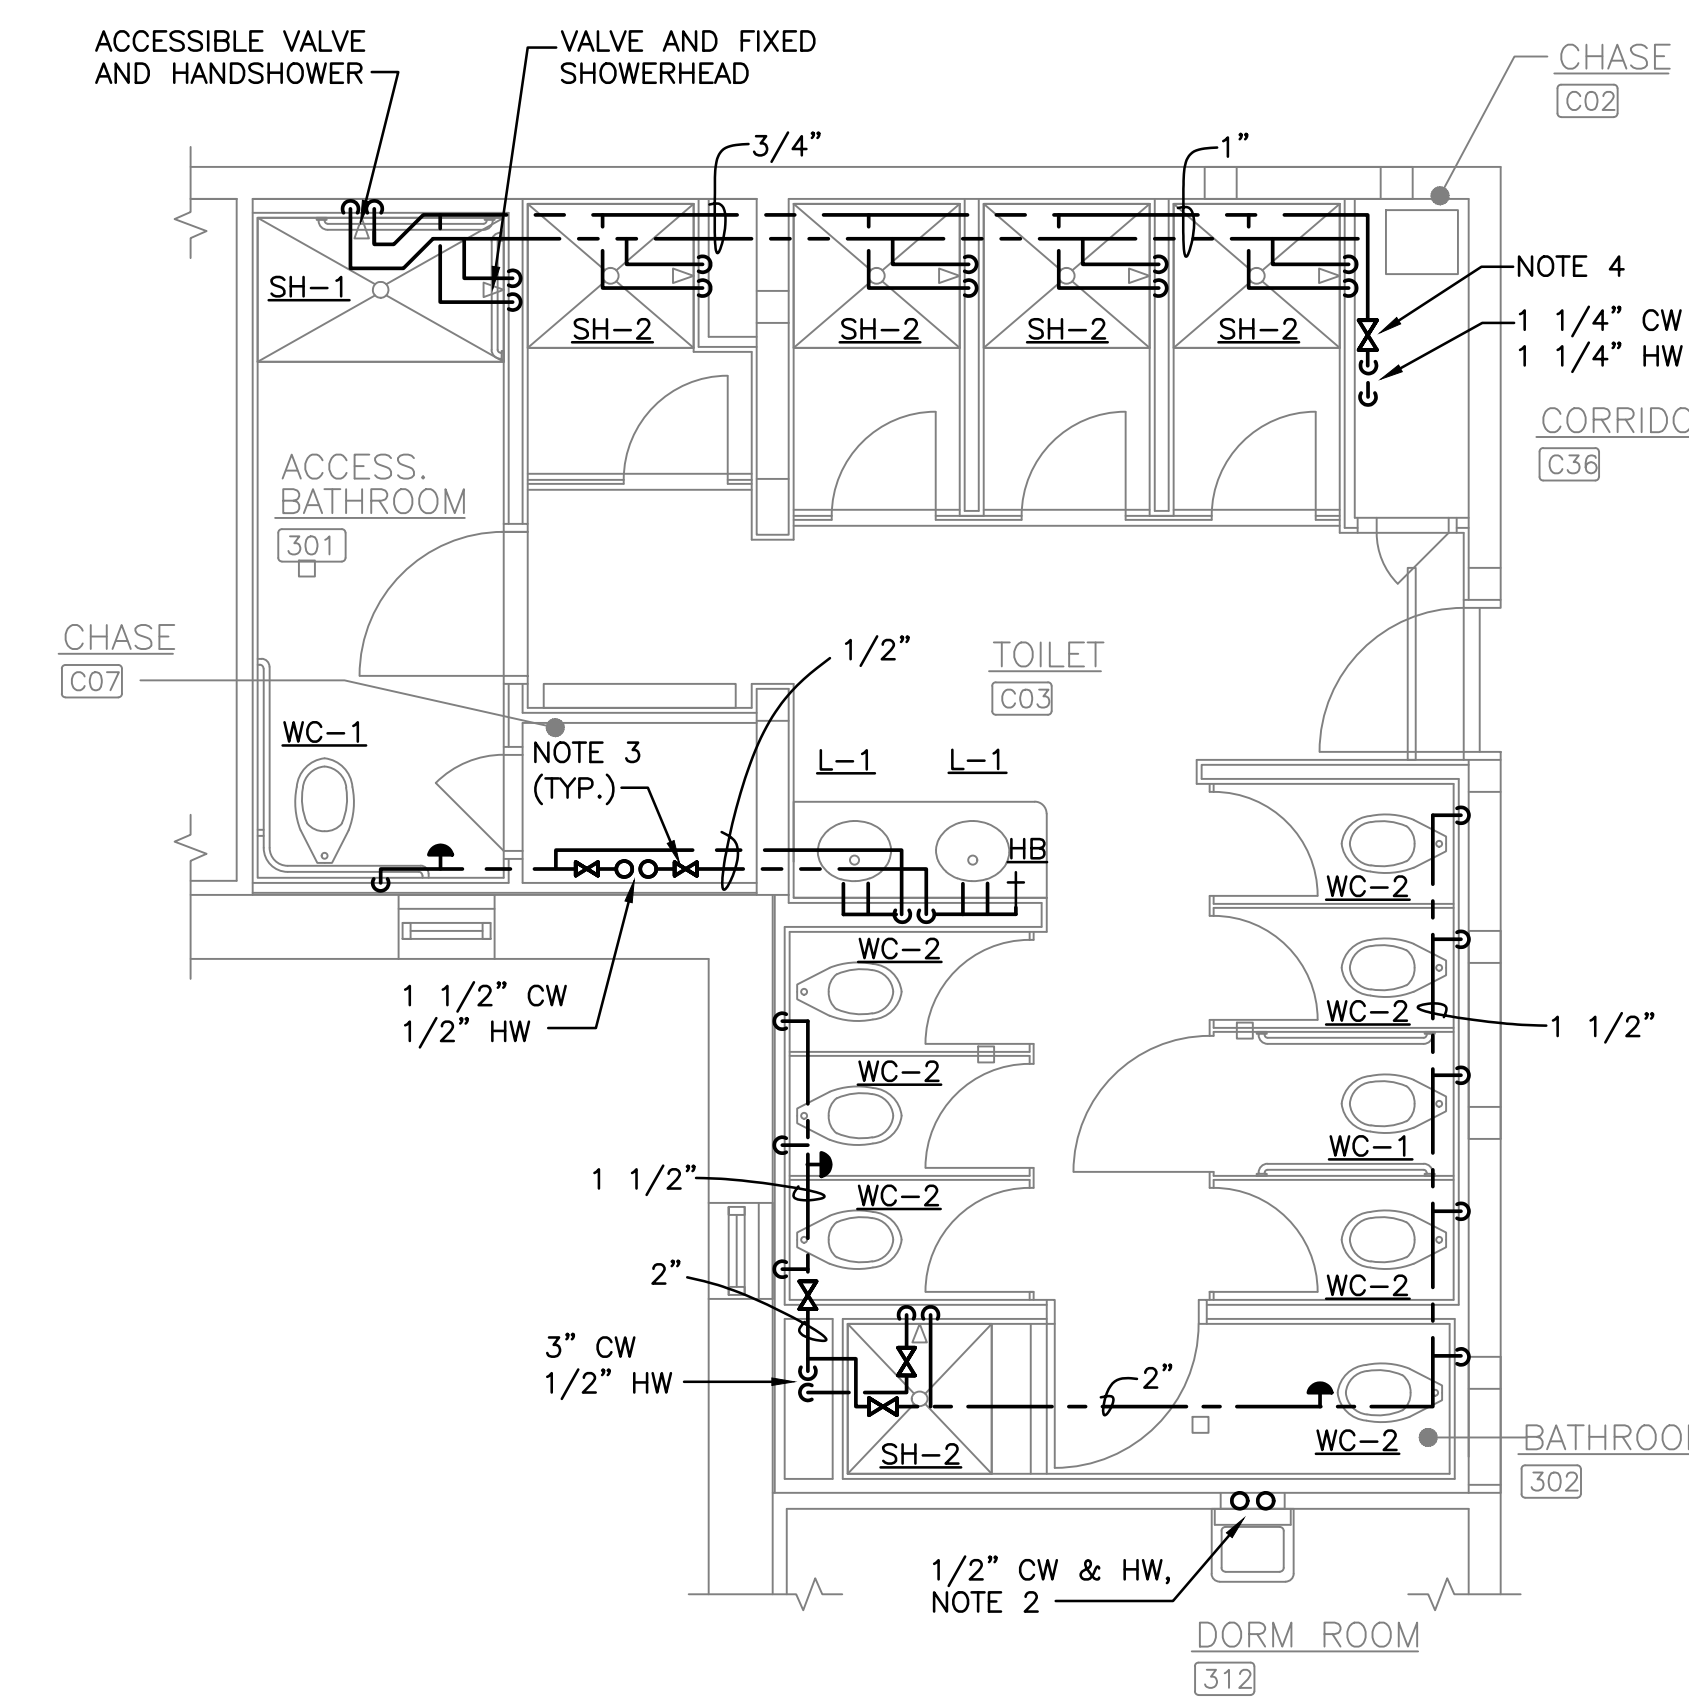 ACCESSIBLE VALVE
AND HANDSHOWER
VALVE AND FIXED
SHOWERHEAD
CHASE
C02
3/4”
1”
NOTE 4
1 1/4” CW
1 1/4” HW
SH-1
SH-2
SH-2
SH-2
SH-2
C36
ACCESS.
BATHROOM
301
CHASE
C07
1/2”
TOILET
C03
WC-1
NOTE 3
(TYP.)
L-1
L-1
HB
WC-2
WC-2
1 1/2” CW
1/2” HW
WC-2
1 1/2”
WC-2
WC-1
1 1/2”
WC-2
2”
WC-2
3” CW
1/2” HW
2”
SH-2
WC-2
302
1/2” CW & HW,
NOTE 2
DORM ROOM
312